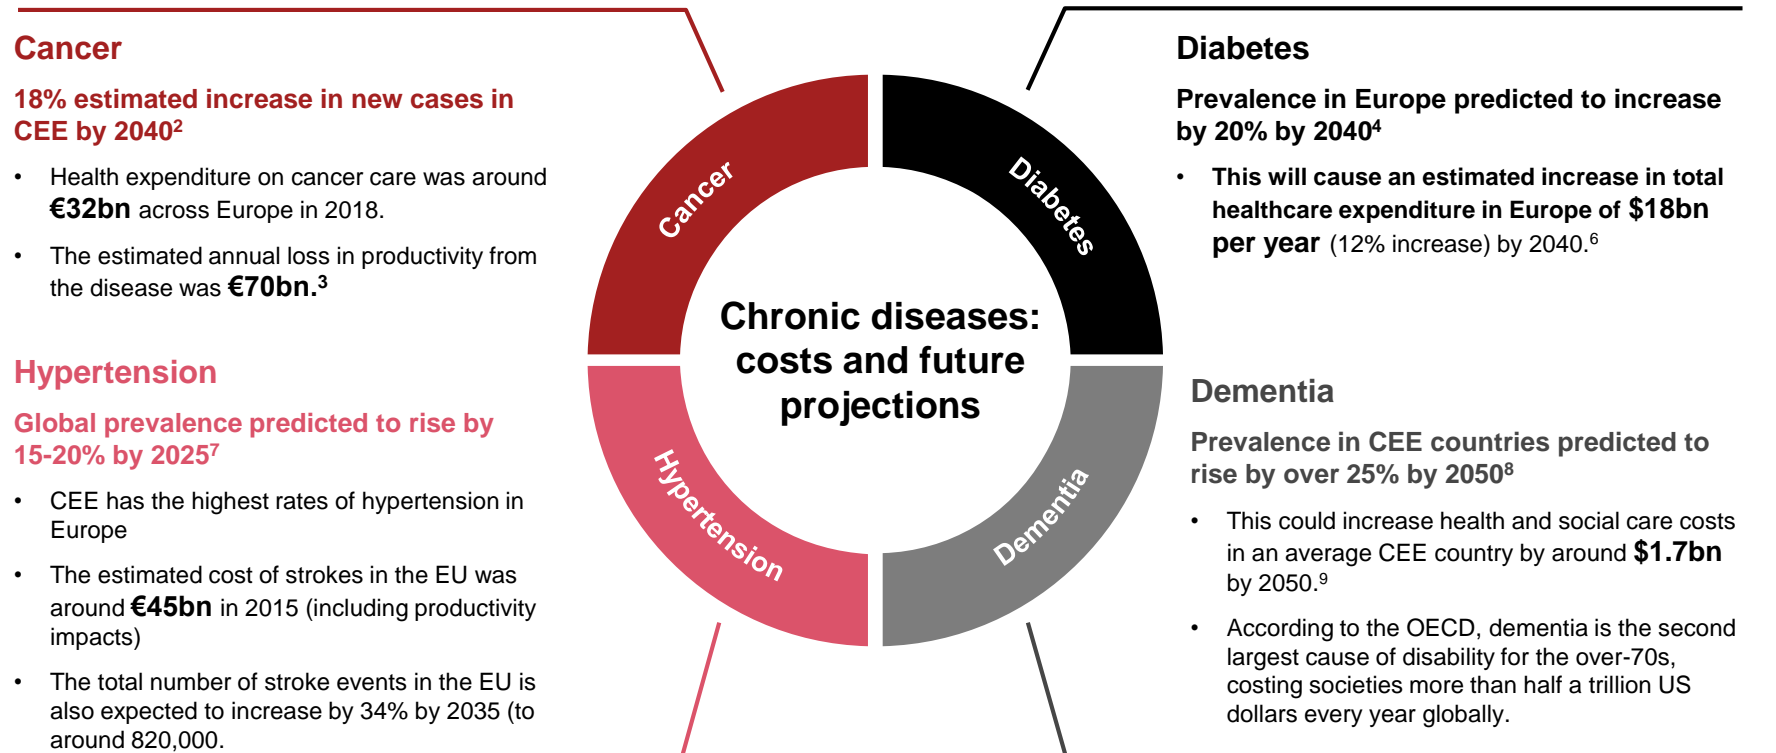 Cancer
18% estimated increase in new cases in
CEE by 2040²
• Health expenditure on cancer care was around
€32bn across Europe in 2018.
• The estimated annual loss in productivity from
the disease was €70bn.³
Hypertension
Global prevalence predicted to rise by
15-20% by 2025⁷
• CEE has the highest rates of hypertension in
Europe
• The estimated cost of strokes in the EU was
around €45bn in 2015 (including productivity
impacts)
• The total number of stroke events in the EU is
also expected to increase by 34% by 2035 (to
around 820,000.
Cancer
Diabetes
Chronic diseases:
costs and future
projections
Hypertension
Dementia
Diabetes
Prevalence in Europe predicted to increase
by 20% by 2040⁴
• This will cause an estimated increase in total
healthcare expenditure in Europe of $18bn
per year (12% increase) by 2040.⁶
Dementia
Prevalence in CEE countries predicted to
rise by over 25% by 2050⁸
• This could increase health and social care costs
in an average CEE country by around $1.7bn
by 2050.⁹
• According to the OECD, dementia is the second
largest cause of disability for the over-70s,
costing societies more than half a trillion US
dollars every year globally.